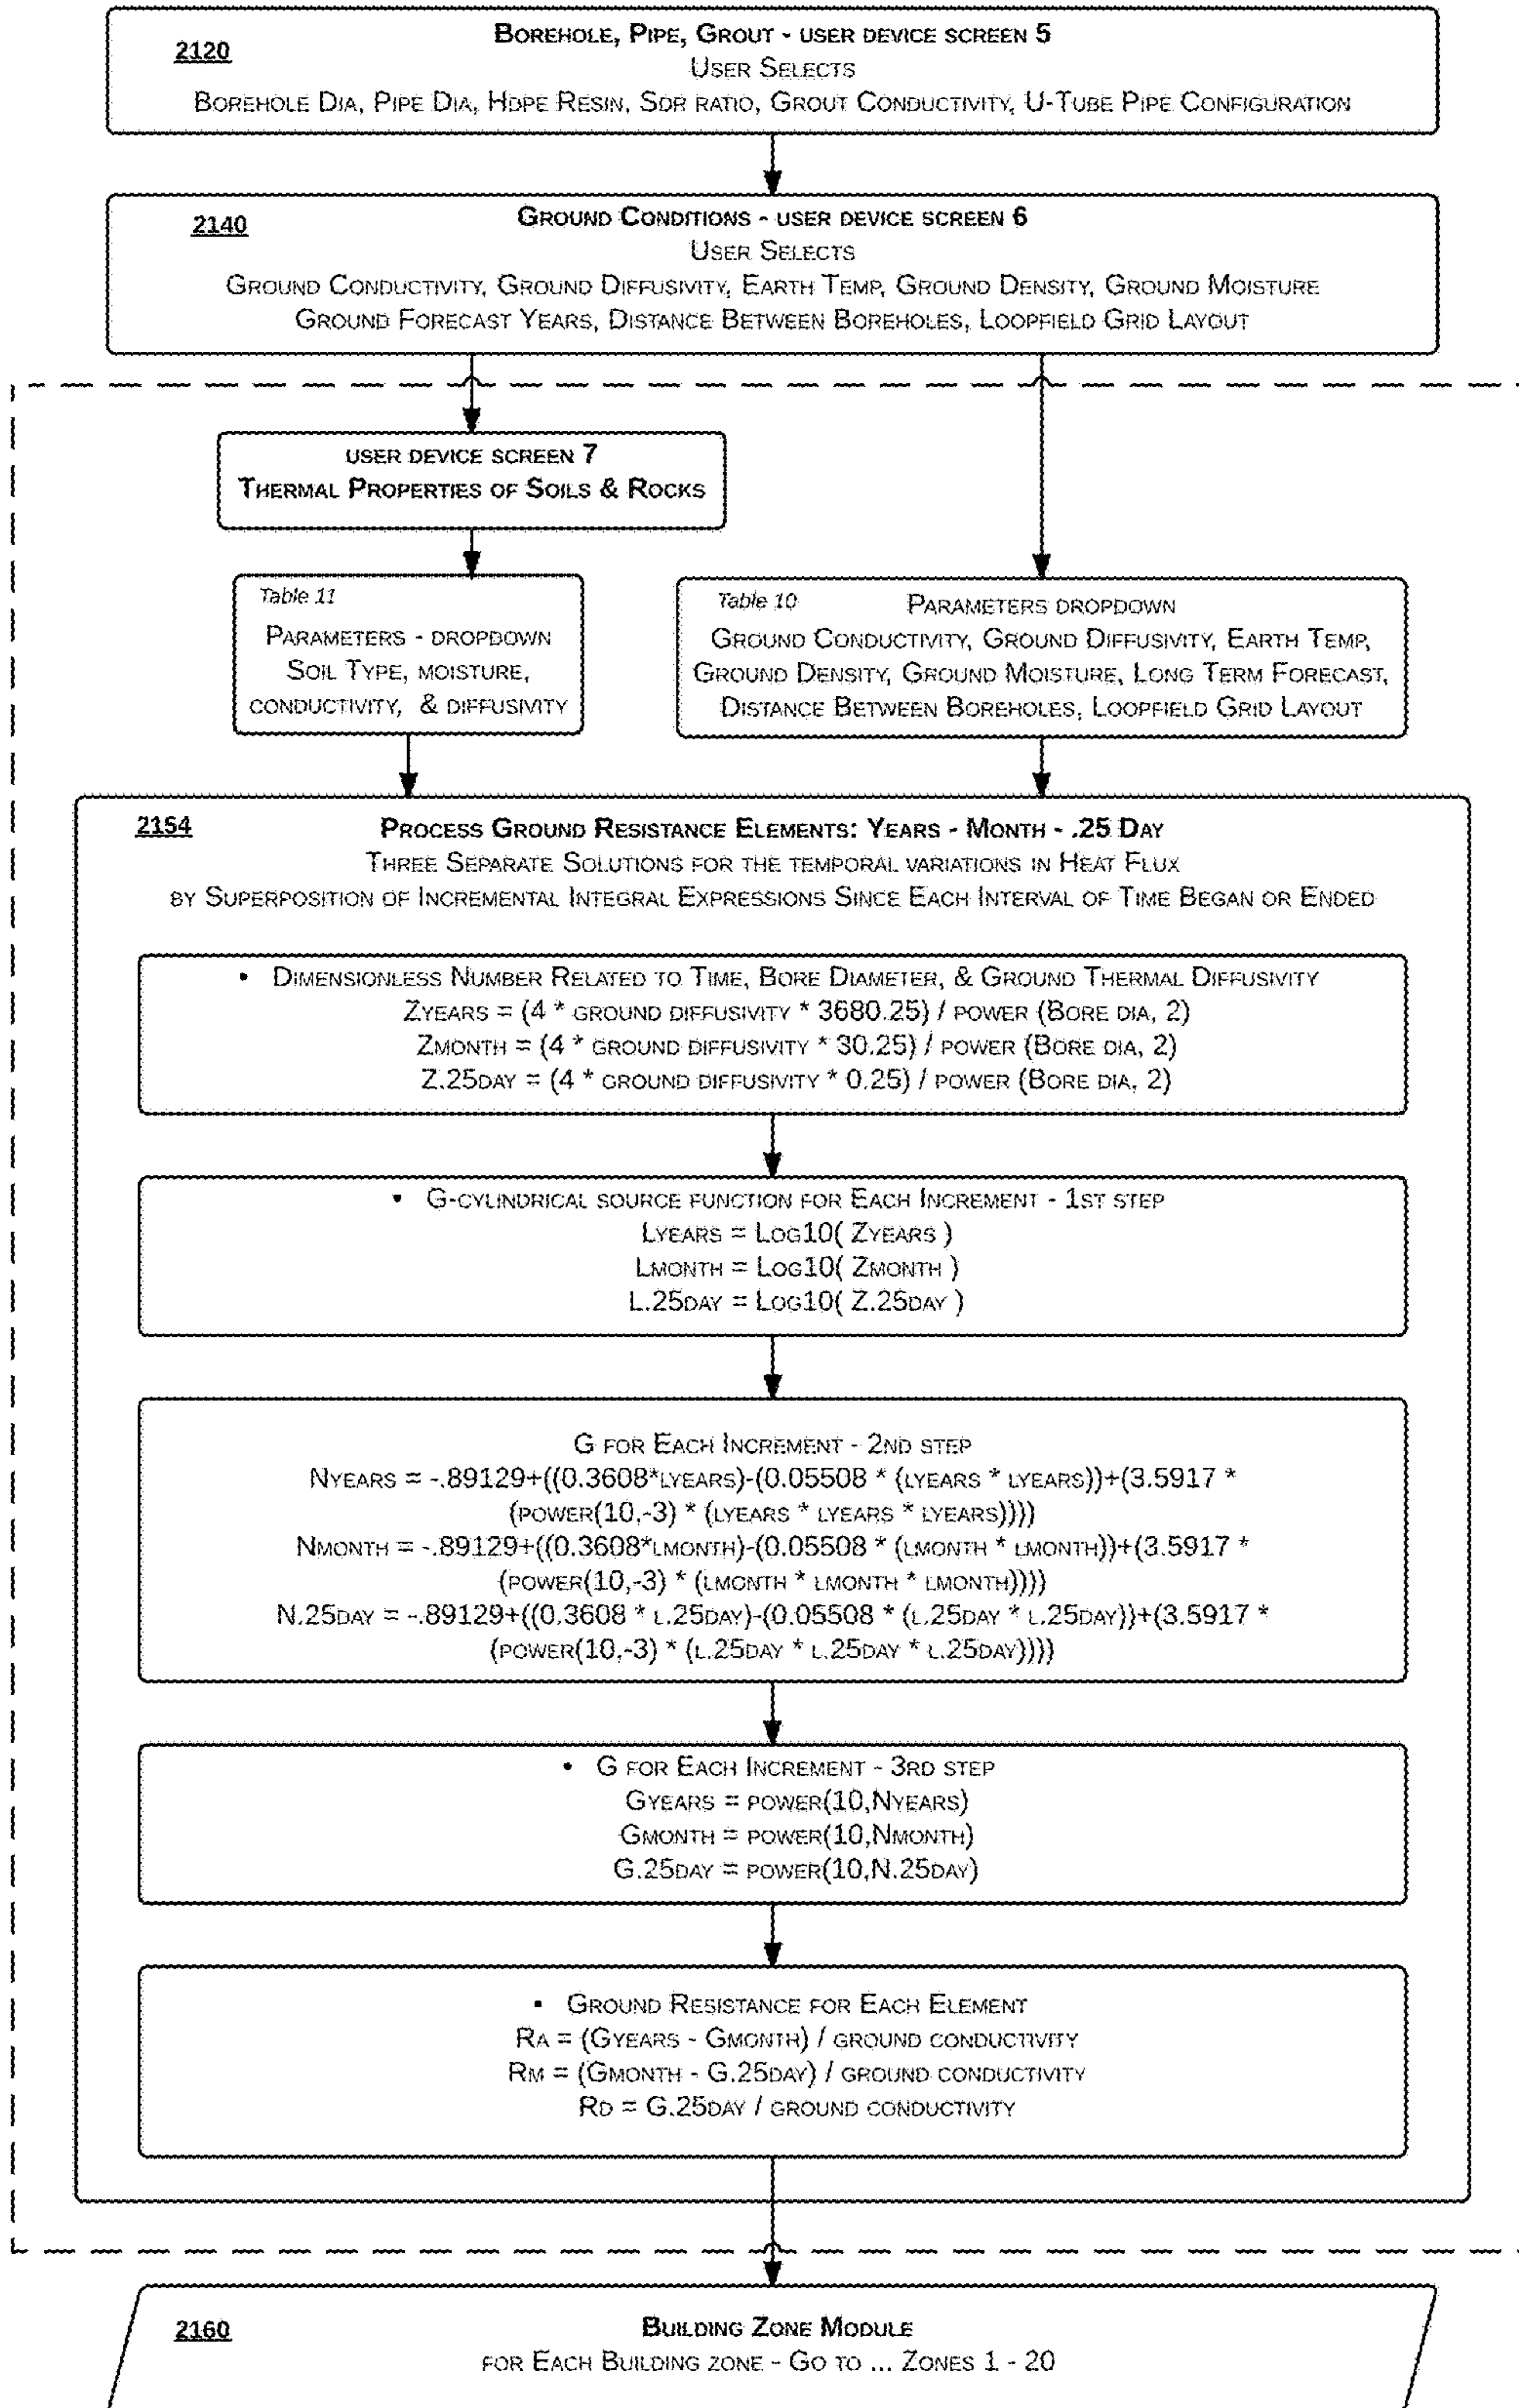 2120
BOREHOLE, PIPE, GROUT - USER DEVICE SCREEN 5
USER SELECTS
BOREHOLE DIA, PIPE DIA, HDPE RESIN, SDR RATIO, GROUT CONDUCTIVITY, U-TUBE PIPE CONFIGURATION
2140
GROUND CONDITIONS - USER DEVICE SCREEN 6
USER SELECTS
GROUND CONDUCTIVITY, GROUND DIFFUSIVITY, EARTH TEMP, GROUND DENSITY, GROUND MOISTURE
GROUND FORECAST YEARS, DISTANCE BETWEEN BOREHOLES, LOOPFIELD GRID LAYOUT
USER DEVICE SCREEN 7
THERMAL PROPERTIES OF SOILS & ROCKS
Table 11
PARAMETERS - DROPDOWN
SOIL TYPE, MOISTURE,
CONDUCTIVITY, & DIFFUSIVITY
Table 10
PARAMETERS DROPDOWN
GROUND CONDUCTIVITY, GROUND DIFFUSIVITY, EARTH TEMP,
GROUND DENSITY, GROUND MOISTURE, LONG TERM FORECAST,
DISTANCE BETWEEN BOREHOLES, LOOPFIELD GRID LAYOUT
2154
PROCESS GROUND RESISTANCE ELEMENTS: YEARS - MONTH - .25 DAY
THREE SEPARATE SOLUTIONS FOR THE TEMPORAL VARIATIONS IN HEAT FLUX
BY SUPERPOSITION OF INCREMENTAL INTEGRAL EXPRESSIONS SINCE EACH INTERVAL OF TIME BEGAN OR ENDED
• DIMENSIONLESS NUMBER RELATED TO TIME, BORE DIAMETER, & GROUND THERMAL DIFFUSIVITY
ZYEARS = (4 * GROUND DIFFUSIVITY * 3680.25) / POWER (BORE DIA, 2)
ZMONTH = (4 * GROUND DIFFUSIVITY * 30.25) / POWER (BORE DIA, 2)
Z.25DAY = (4 * GROUND DIFFUSIVITY * 0.25) / POWER (BORE DIA, 2)
• G-CYLINDRICAL SOURCE FUNCTION FOR EACH INCREMENT - 1ST STEP
LYEARS = LOG10( ZYEARS )
LMONTH = LOG10( ZMONTH )
L.25DAY = LOG10( Z.25DAY )
G FOR EACH INCREMENT - 2ND STEP
NYEARS = -.89129+((0.3608*LYEARS)-(0.05508 * (LYEARS * LYEARS))+(3.5917 *
(POWER(10,-3) * (LYEARS * LYEARS * LYEARS))))
NMONTH = -.89129+((0.3608*LMONTH)-(0.05508 * (LMONTH * LMONTH))+(3.5917 *
(POWER(10,-3) * (LMONTH * LMONTH * LMONTH))))
N.25DAY = -.89129+((0.3608 * L.25DAY)-(0.05508 * (L.25DAY * L.25DAY))+(3.5917 *
(POWER(10,-3) * (L.25DAY * L.25DAY * L.25DAY))))
• G FOR EACH INCREMENT - 3RD STEP
GYEARS = POWER(10,NYEARS)
GMONTH = POWER(10,NMONTH)
G.25DAY = POWER(10,N.25DAY)
▪ GROUND RESISTANCE FOR EACH ELEMENT
RA = (GYEARS - GMONTH) / GROUND CONDUCTIVITY
RM = (GMONTH - G.25DAY) / GROUND CONDUCTIVITY
RD = G.25DAY / GROUND CONDUCTIVITY
2160
BUILDING ZONE MODULE
FOR EACH BUILDING ZONE - GO TO ... ZONES 1 - 20